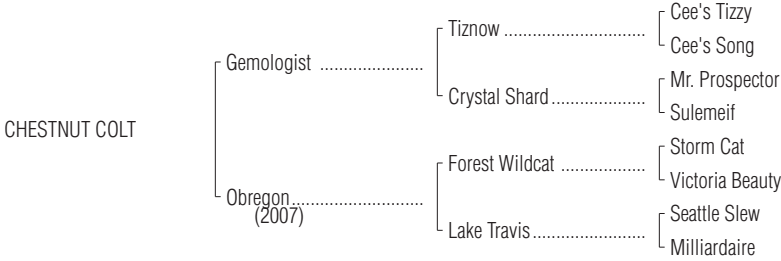 Cee's Tizzy
Tiznow ..............................
Cee's Song
Gemologist ......................
Mr. Prospector
Crystal Shard....................
Sulemeif
CHESTNUT COLT
Storm Cat
Forest Wildcat ..................
Victoria Beauty
Obregon............................
(2007)
Seattle Slew
Lake Travis........................
Milliardaire